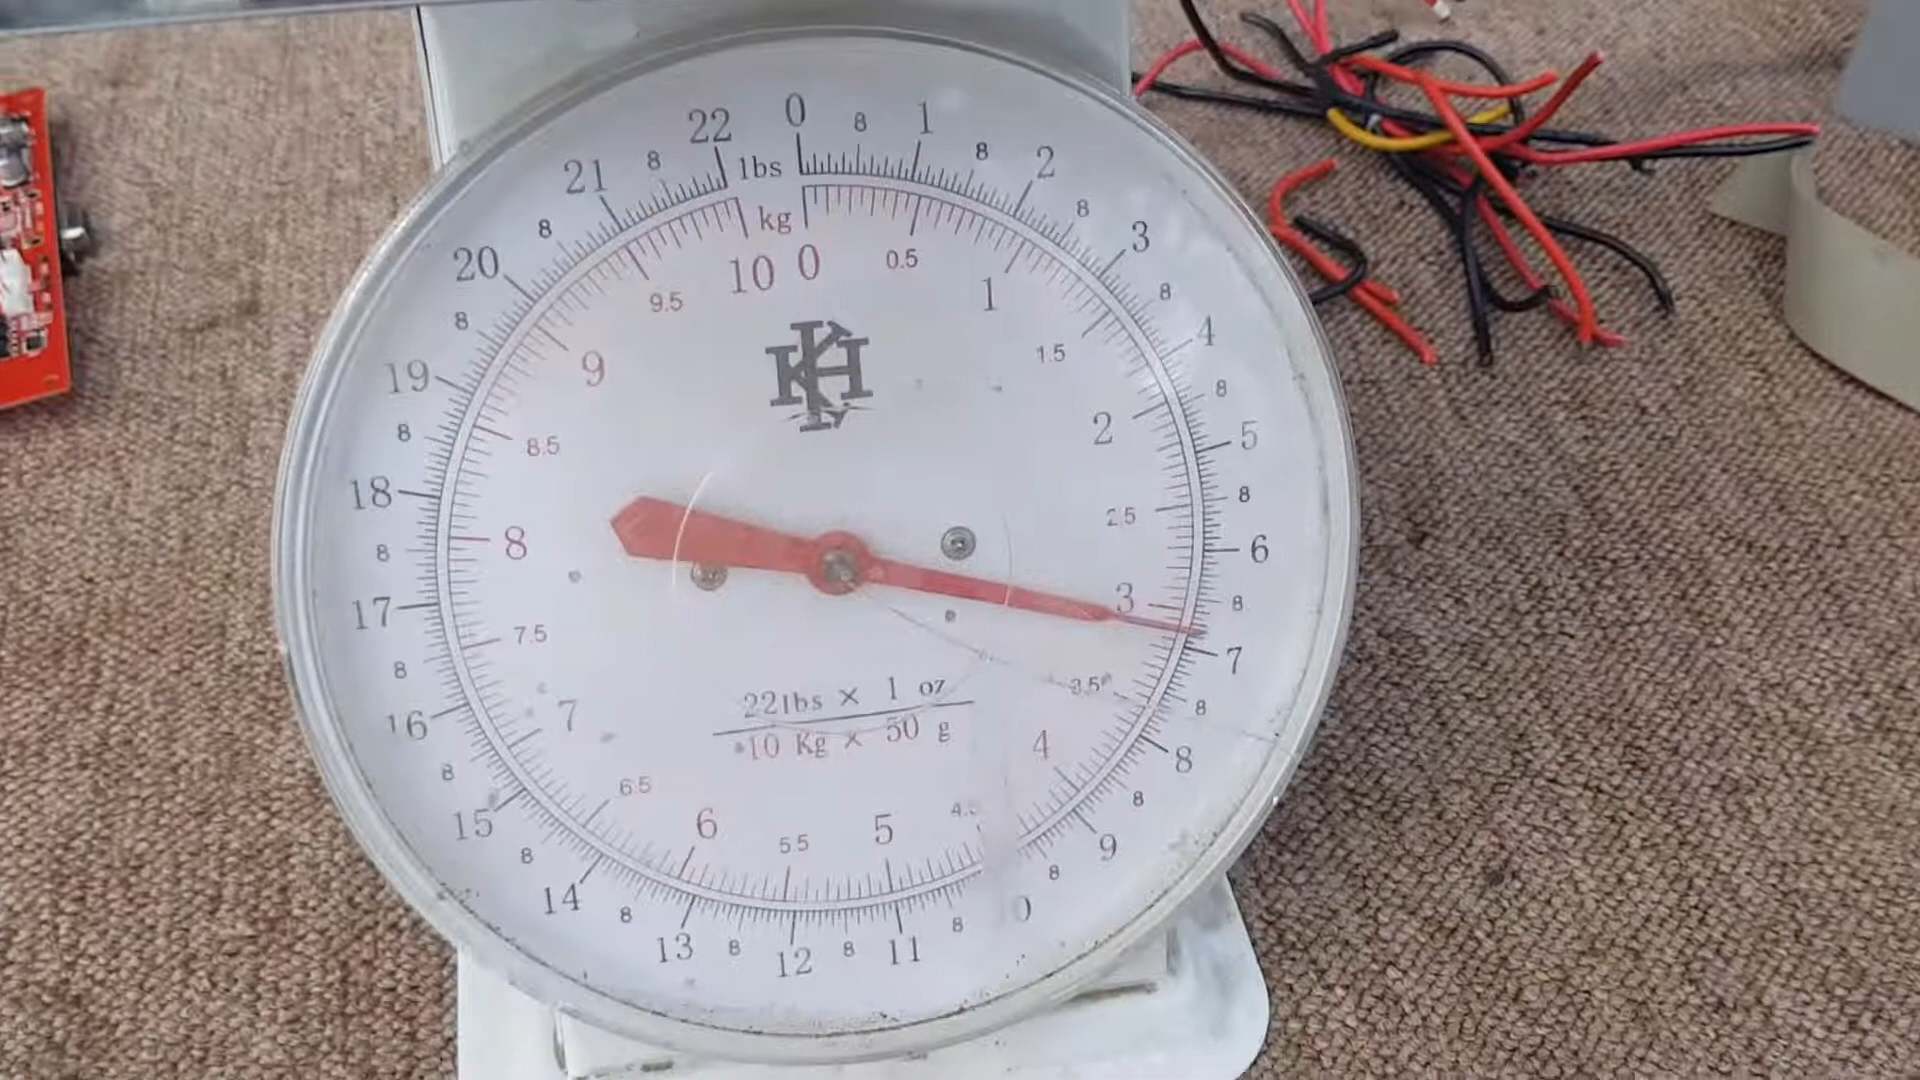 0 8 1 8 2 8 3 8 4 8 5 8 6 8 7 8 8 8 9 8 0 8 11 8 12 8 13 8 14 8 15 8 16 8 17 8 18 8 19 8 20 8 21 8 22
lbs
kg
0 0.5 1 1.5 2 2.5 3 3.5 4 4.5 5 5.5 6 6.5 7 7.5 8 8.5 9 9.5 10
KH
22lbs × 1 oz
10 Kg × 50 g